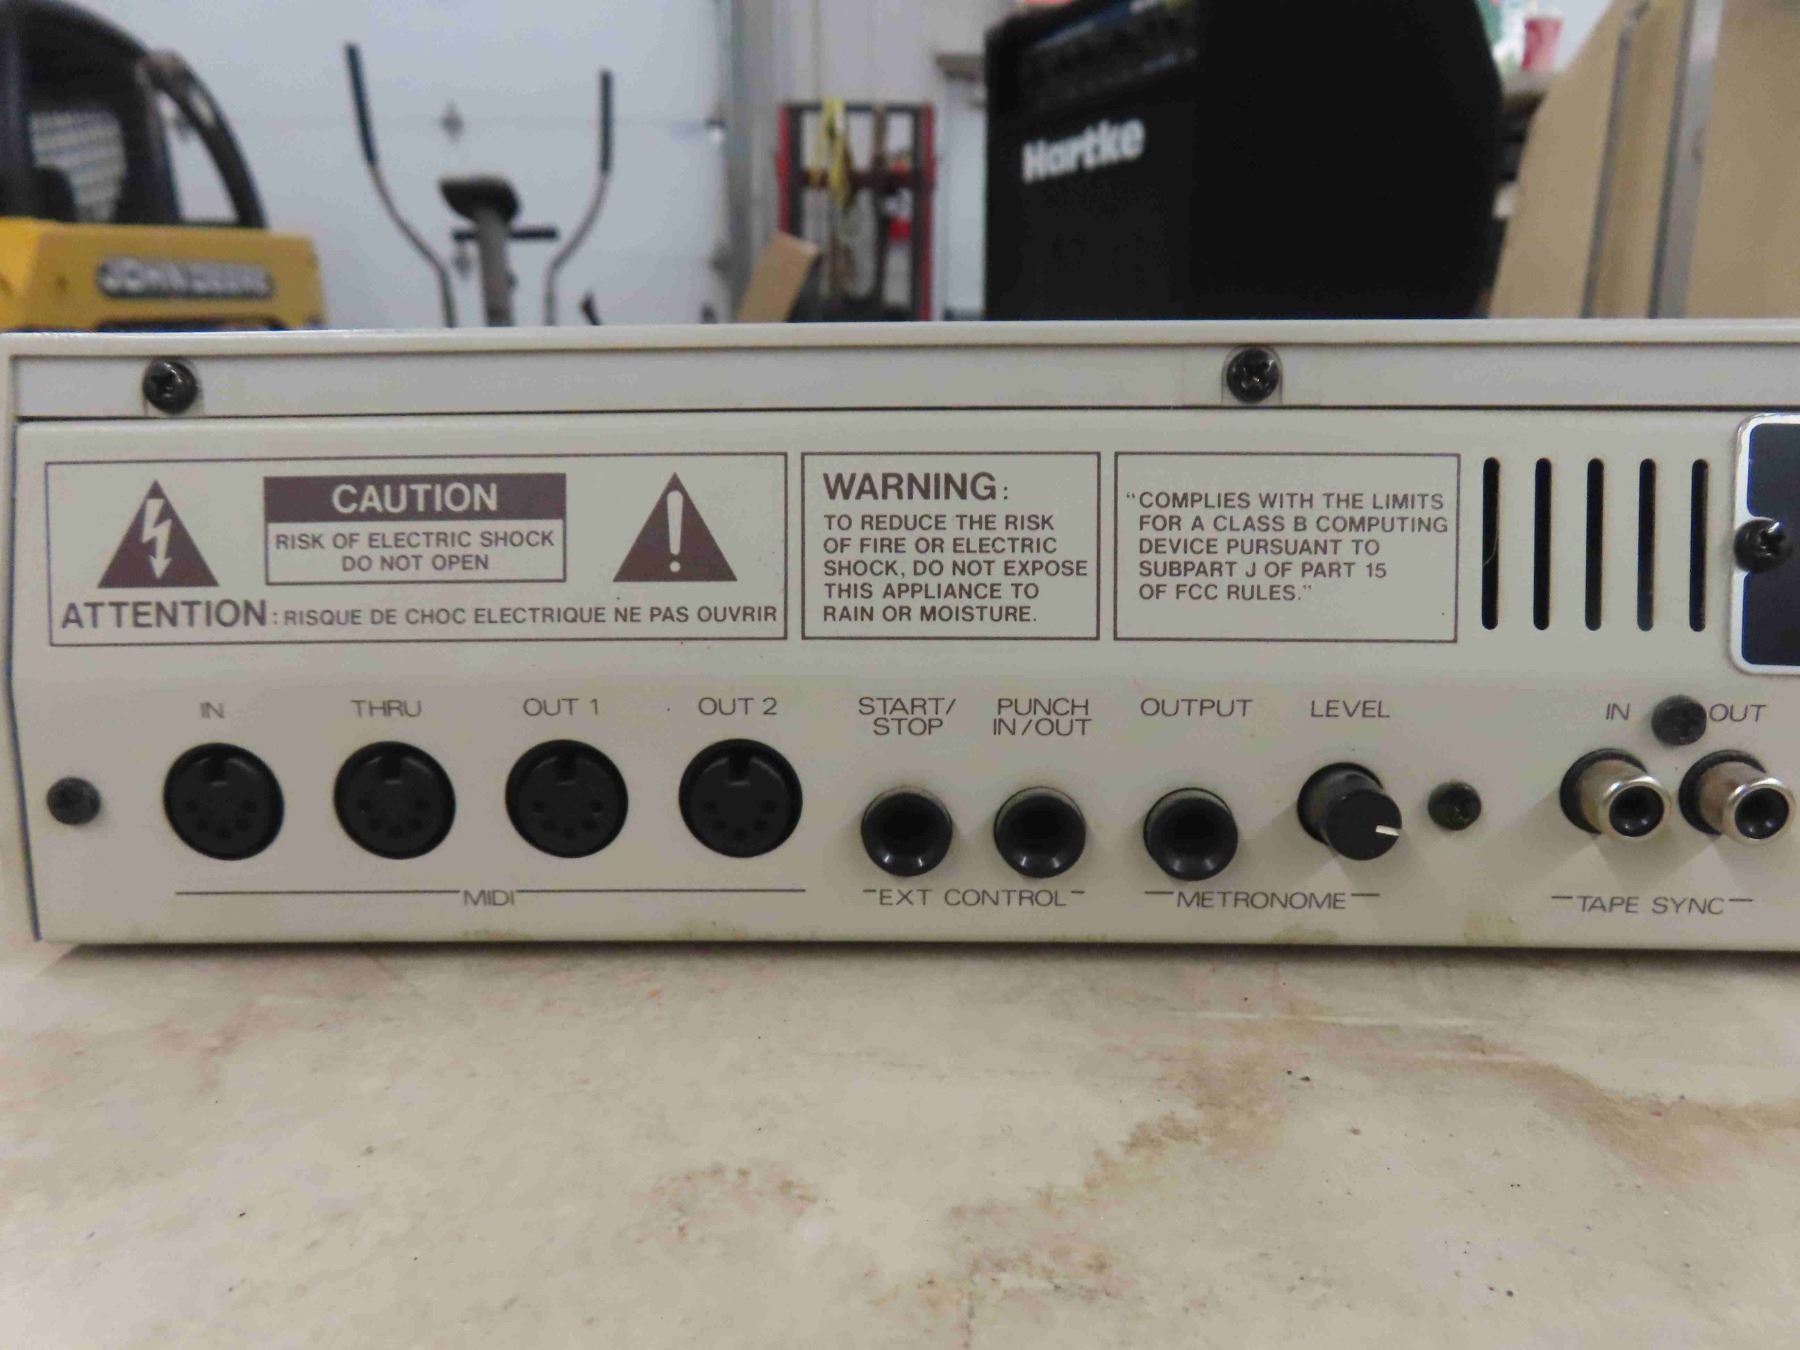 JOHN DEERE
Hartke
CAUTION
RISK OF ELECTRIC SHOCK
DO NOT OPEN
ATTENTION: RISQUE DE CHOC ELECTRIQUE NE PAS OUVRIR
WARNING:
TO REDUCE THE RISK
OF FIRE OR ELECTRIC
SHOCK, DO NOT EXPOSE
THIS APPLIANCE TO
RAIN OR MOISTURE.
"COMPLIES WITH THE LIMITS
FOR A CLASS B COMPUTING
DEVICE PURSUANT TO
SUBPART J OF PART 15
OF FCC RULES."
IN
THRU
OUT 1
OUT 2
MIDI
START/
STOP
PUNCH
IN/OUT
EXT CONTROL
OUTPUT
LEVEL
METRONOME
IN
OUT
TAPE SYNC